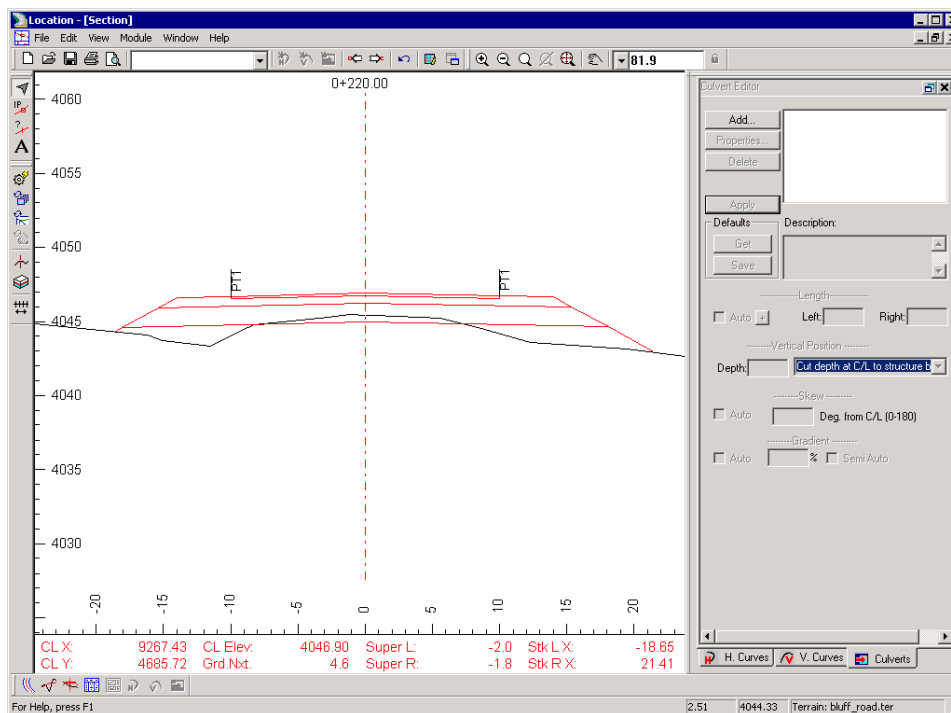 Location - [Section]
File Edit View Module Window Help
81.9
0+220.00
4060
4055
4050
4045
4040
4035
4030
PT1
PT1
-20 -15 -10 -5 0 5 10 15 20
CL X: 9267.43 CL Elev: 4046.90 Super L: -2.0 Stk L X: -18.65
CL Y: 4685.72 Grd.Nxt. 4.6 Super R: -1.8 Stk R X: 21.41
IP
?
A
Culvert Editor
Add...
Properties...
Delete
Apply
Defaults
Get
Save
Description:
Length
Auto + Left: Right:
Vertical Position
Depth: Cut depth at C/L to structure b
Skew
Auto Deg. from C/L (0-180)
Gradient
Auto % Semi Auto
H. Curves V. Curves Culverts
For Help, press F1
2.51 4044.33 Terrain: bluff_road.ter